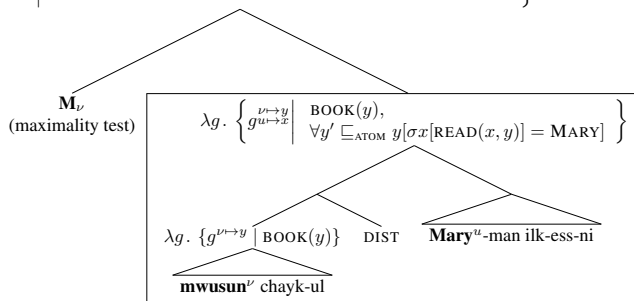 M_ν
(maximality test)
λg. { g^{ν↦y}_{u↦x} | BOOK(y),
∀y′ ⊑_ATOM y[σx[READ(x, y)] = MARY] }
λg. {g^{ν↦y} | BOOK(y)}
DIST
Mary^u-man ilk-ess-ni
mwusun^ν chayk-ul